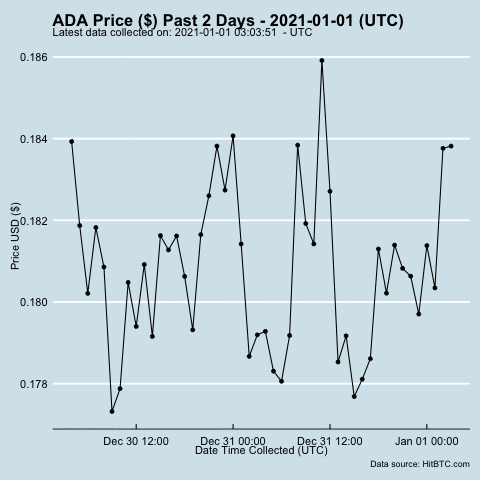 ADA Price ($) Past 2 Days - 2021-01-01 (UTC)
Latest data collected on: 2021-01-01 03:03:51  - UTC
0.186
0.184
0.182
0.180
0.178
Price USD ($)
Dec 30 12:00 Dec 31 00:00 Dec 31 12:00 Jan 01 00:00
Date Time Collected (UTC)
Data source: HitBTC.com